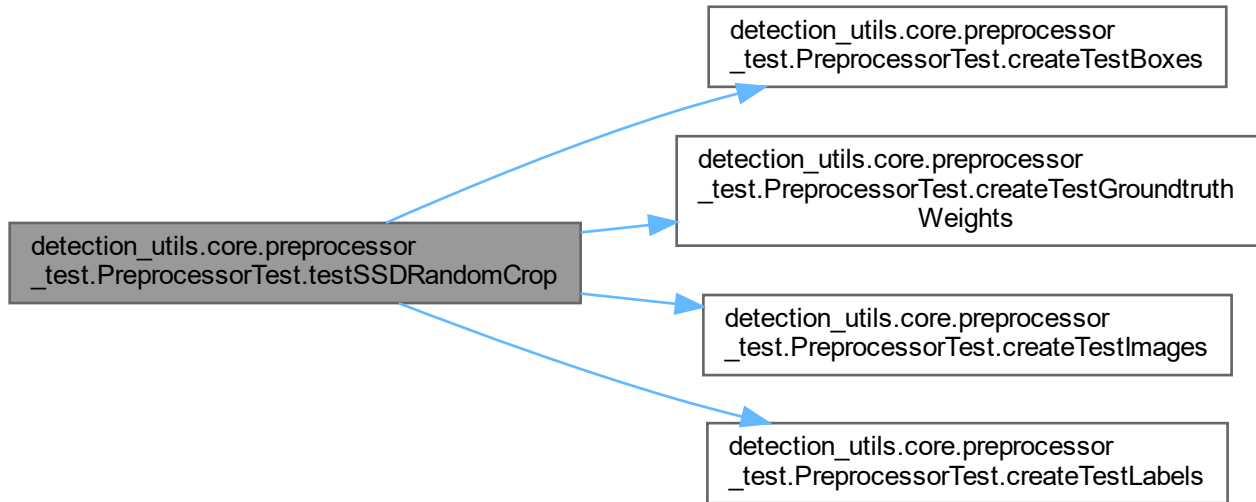 detection_utils.core.preprocessor
_test.PreprocessorTest.testSSDRandomCrop
detection_utils.core.preprocessor
_test.PreprocessorTest.createTestBoxes
detection_utils.core.preprocessor
_test.PreprocessorTest.createTestGroundtruth
Weights
detection_utils.core.preprocessor
_test.PreprocessorTest.createTestImages
detection_utils.core.preprocessor
_test.PreprocessorTest.createTestLabels